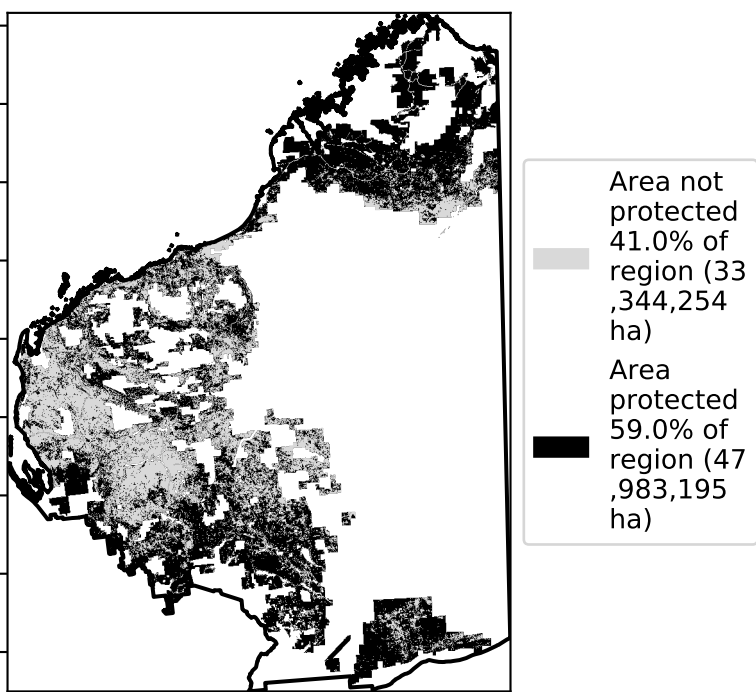 Area not
protected
41.0% of
region (33
,344,254
ha)
Area
protected
59.0% of
region (47
,983,195
ha)